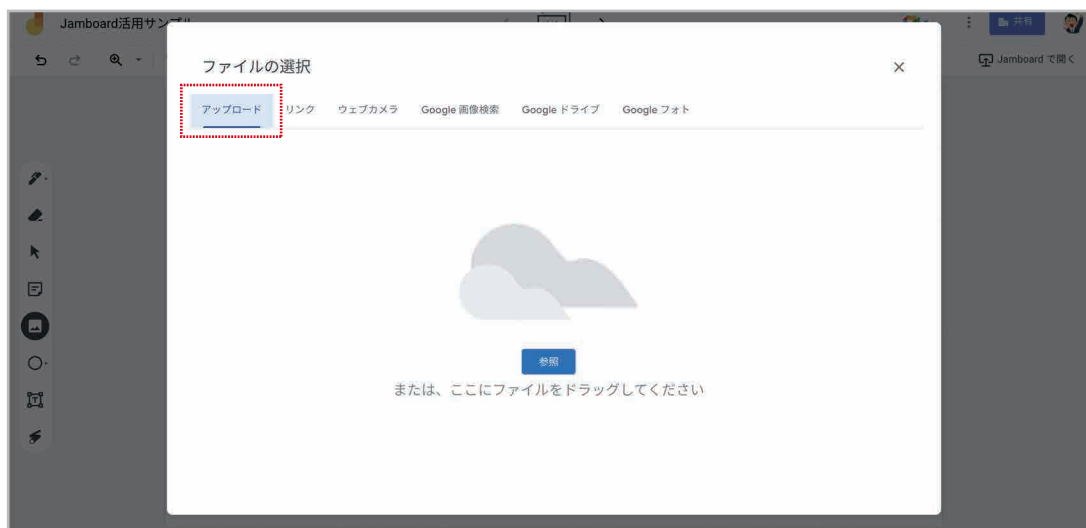 Jamboard活用サンプル
共有
Jamboard で開く
ファイルの選択
アップロード
リンク
ウェブカメラ
Google 画像検索
Google ドライブ
Google フォト
参照
または、ここにファイルをドラッグしてください